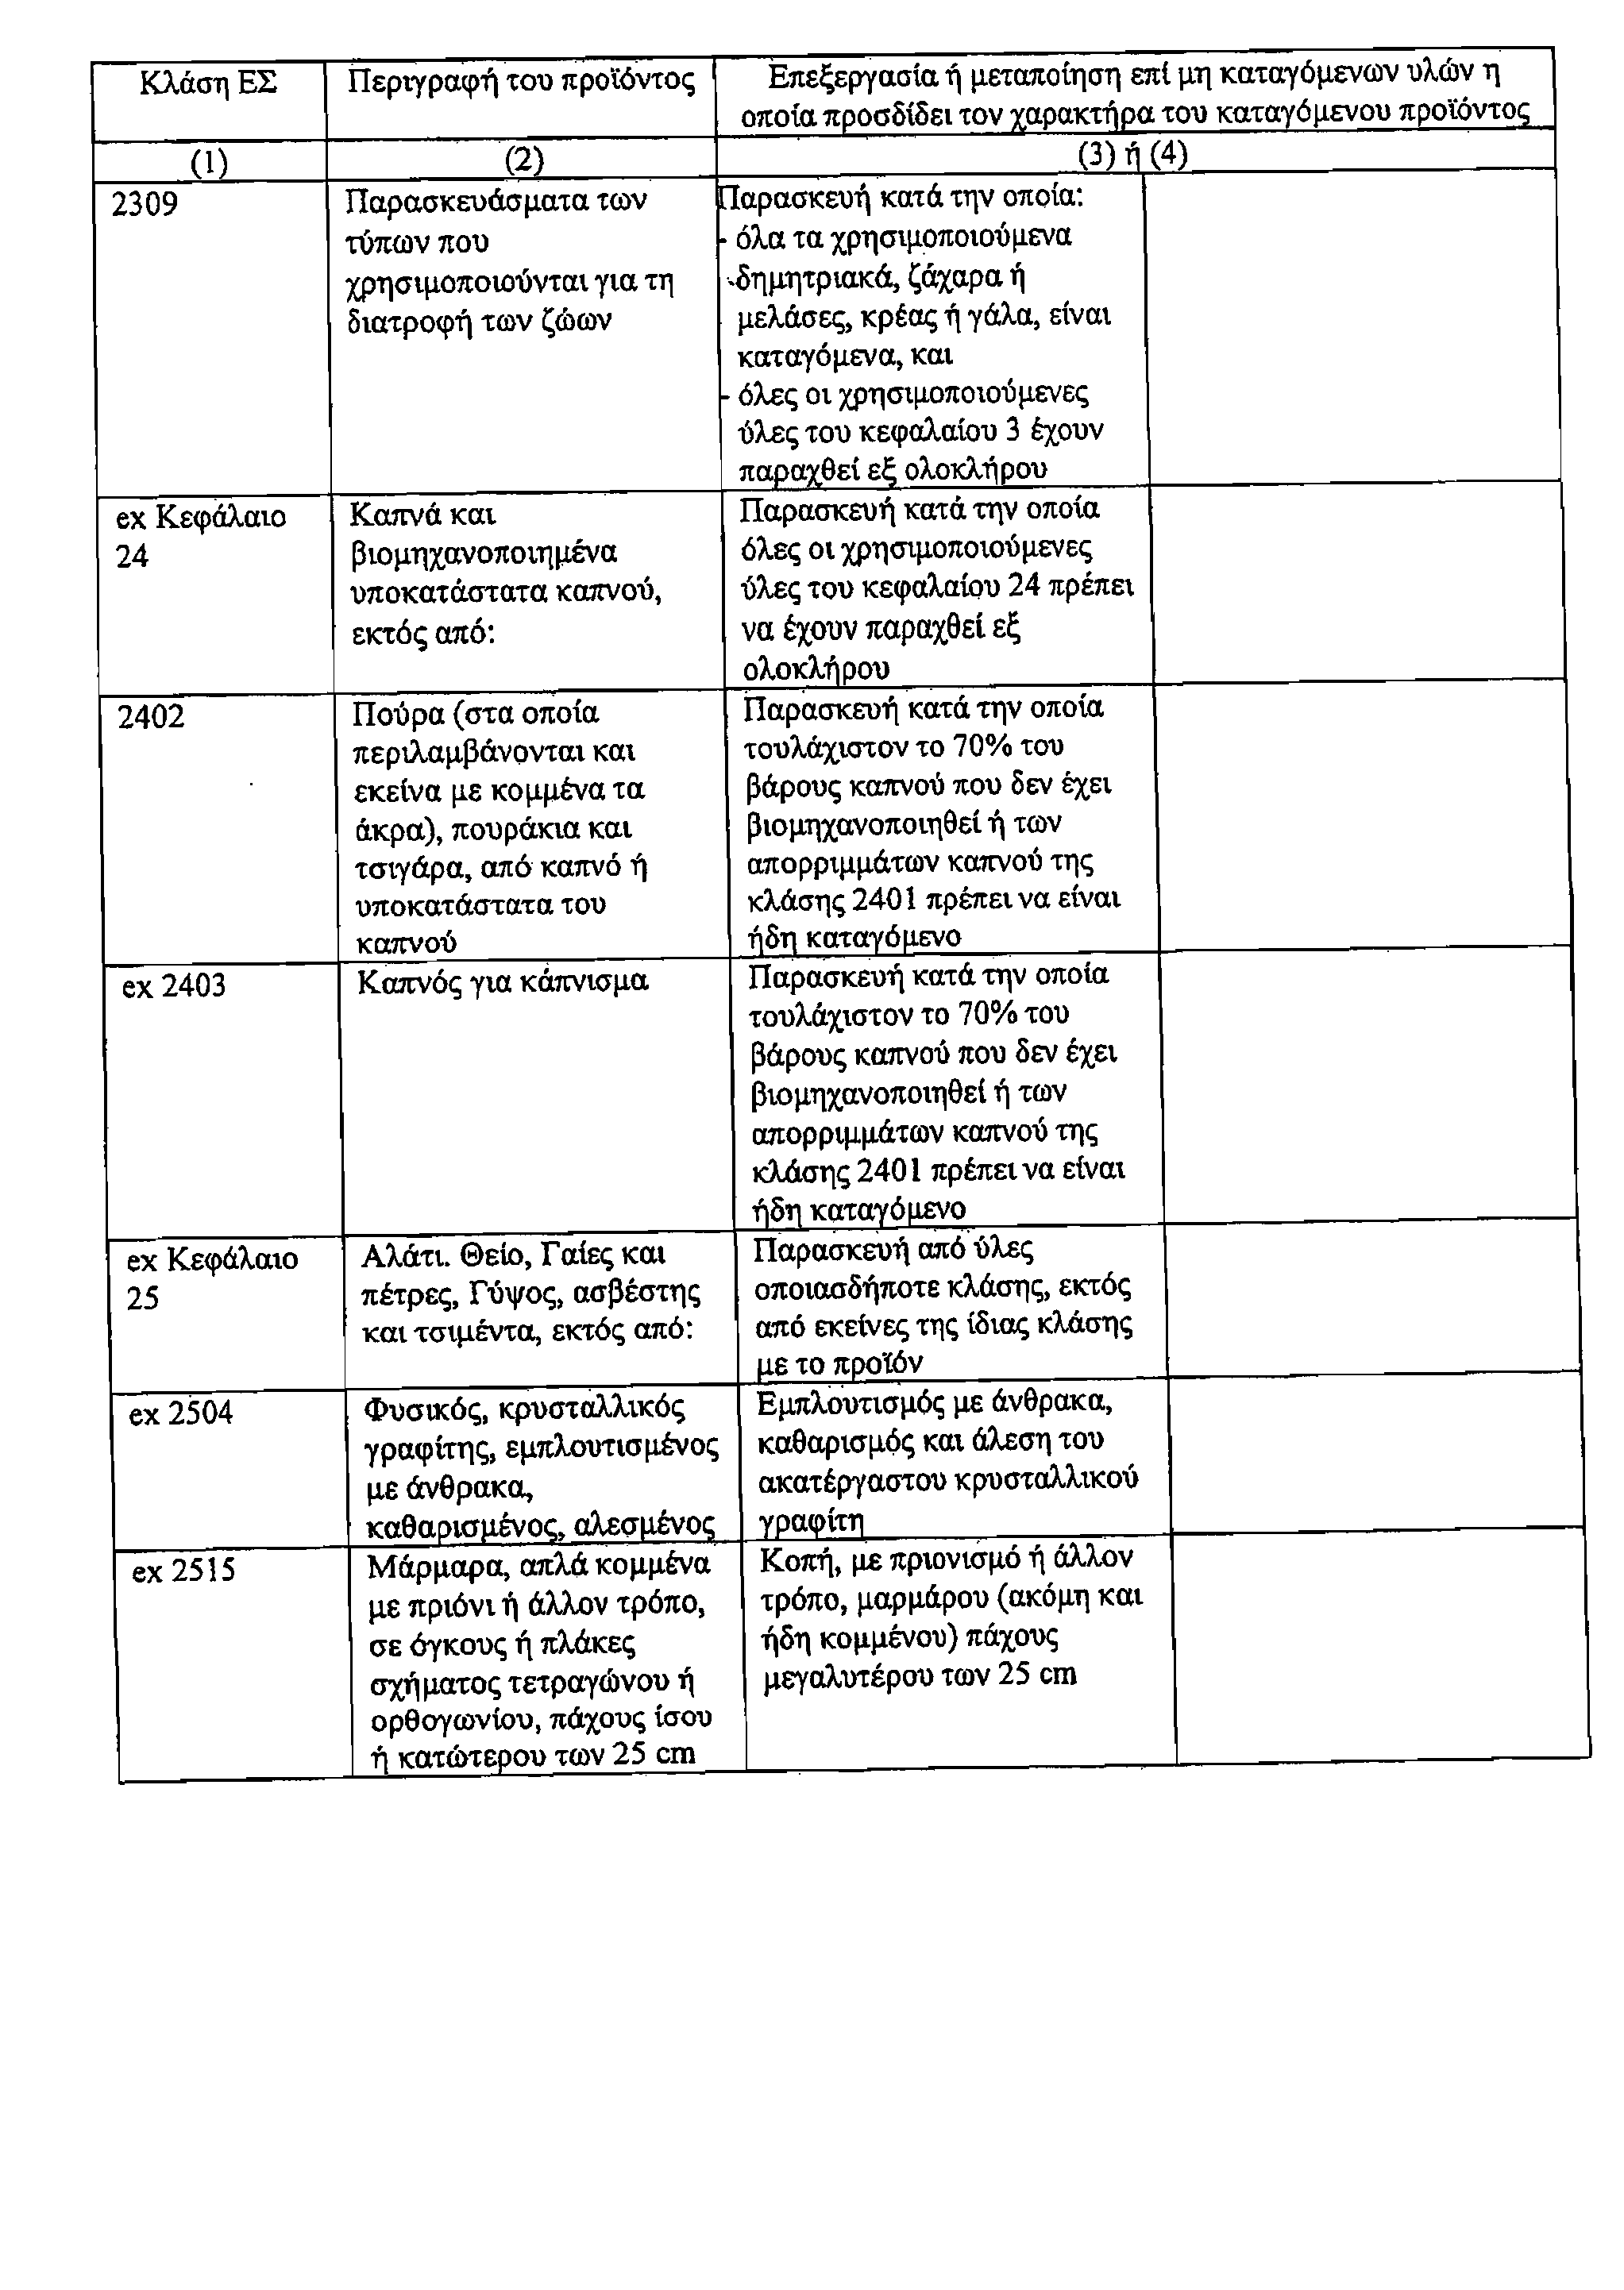 Κλάση ΕΣ
Περιγραφή του προϊόντος
Επεξεργασία ή μεταποίηση επί μη καταγόμενων υλών η
οποία προσδίδει τον χαρακτήρα του καταγόμενου προϊόντος
(1)
(2)
(3) ή (4)
2309
Παρασκευάσματα των
τύπων που
χρησιμοποιούνται για τη
διατροφή των ζώων
Παρασκευή κατά την οποία:
- όλα τα χρησιμοποιούμενα
δημητριακά, ζάχαρα ή
μελάσες, κρέας ή γάλα, είναι
καταγόμενα, και
- όλες οι χρησιμοποιούμενες
ύλες του κεφαλαίου 3 έχουν
παραχθεί εξ ολοκλήρου
ex Κεφάλαιο
24
Καπνά και
βιομηχανοποιημένα
υποκατάστατα καπνού,
εκτός από:
Παρασκευή κατά την οποία
όλες οι χρησιμοποιούμενες
ύλες του κεφαλαίου 24 πρέπει
να έχουν παραχθεί εξ
ολοκλήρου
2402
Πούρα (στα οποία
περιλαμβάνονται και
εκείνα με κομμένα τα
άκρα), πουράκια και
τσιγάρα, από καπνό ή
υποκατάστατα του
καπνού
Παρασκευή κατά την οποία
τουλάχιστον το 70% του
βάρους καπνού που δεν έχει
βιομηχανοποιηθεί ή των
απορριμμάτων καπνού της
κλάσης 2401 πρέπει να είναι
ήδη καταγόμενο
ex 2403
Καπνός για κάπνισμα
Παρασκευή κατά την οποία
τουλάχιστον το 70% του
βάρους καπνού που δεν έχει
βιομηχανοποιηθεί ή των
απορριμμάτων καπνού της
κλάσης 2401 πρέπει να είναι
ήδη καταγόμενο
ex Κεφάλαιο
25
Αλάτι. Θείο, Γαίες και
πέτρες, Γύψος, ασβέστης
και τσιμέντα, εκτός από:
Παρασκευή από ύλες
οποιασδήποτε κλάσης, εκτός
από εκείνες της ίδιας κλάσης
με το προϊόν
ex 2504
Φυσικός, κρυσταλλικός
γραφίτης, εμπλουτισμένος
με άνθρακα,
καθαρισμένος, αλεσμένος
Εμπλουτισμός με άνθρακα,
καθαρισμός και άλεση του
ακατέργαστου κρυσταλλικού
γραφίτη
ex 2515
Μάρμαρα, απλά κομμένα
με πριόνι ή άλλον τρόπο,
σε όγκους ή πλάκες
σχήματος τετραγώνου ή
ορθογωνίου, πάχους ίσου
ή κατώτερου των 25 cm
Κοπή, με πριονισμό ή άλλον
τρόπο, μαρμάρου (ακόμη και
ήδη κομμένου) πάχους
μεγαλυτέρου των 25 cm